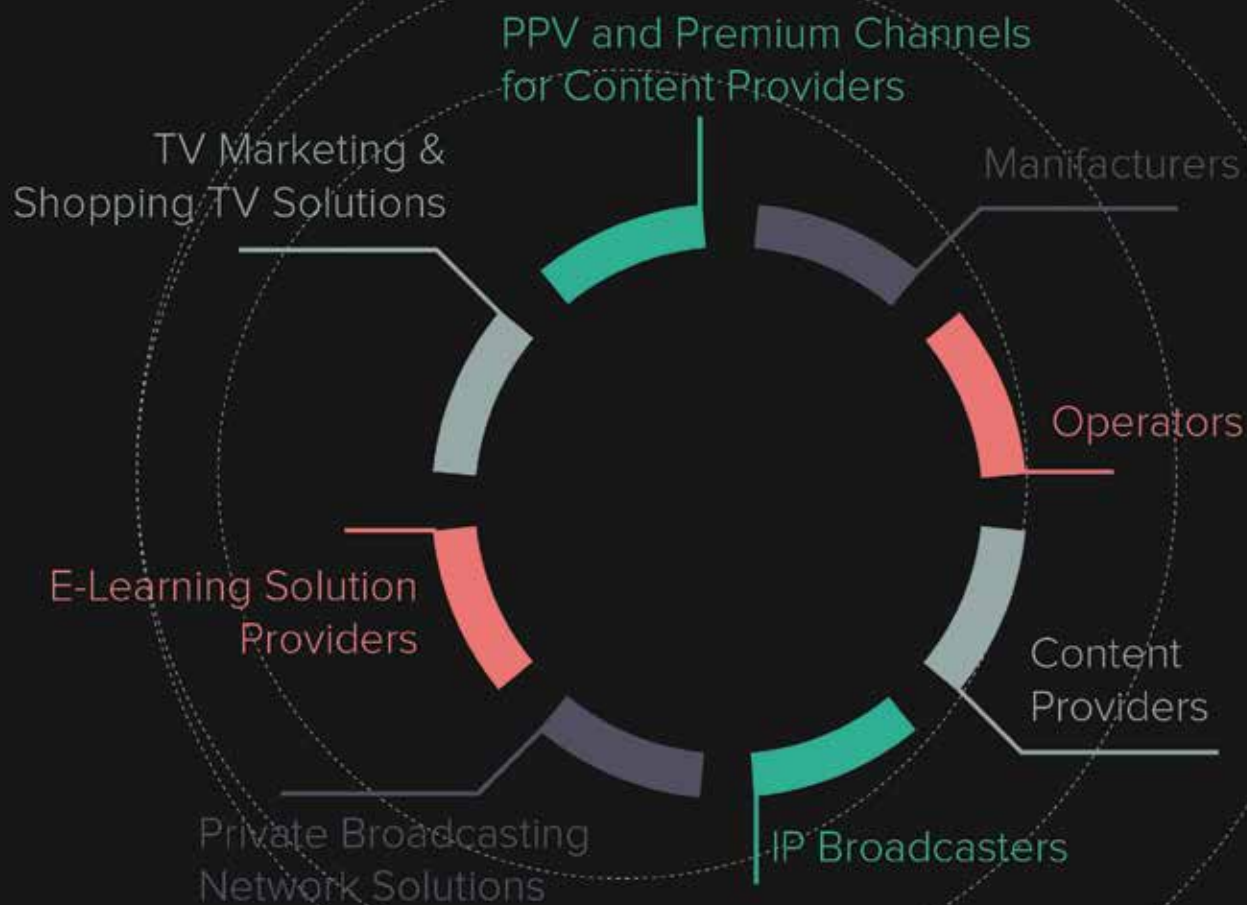 PPV and Premium Channels
for Content Providers
TV Marketing &
Shopping TV Solutions
Manifacturers
Operators
E-Learning Solution
Providers
Content
Providers
Private Broadcasting
Network Solutions
IP Broadcasters